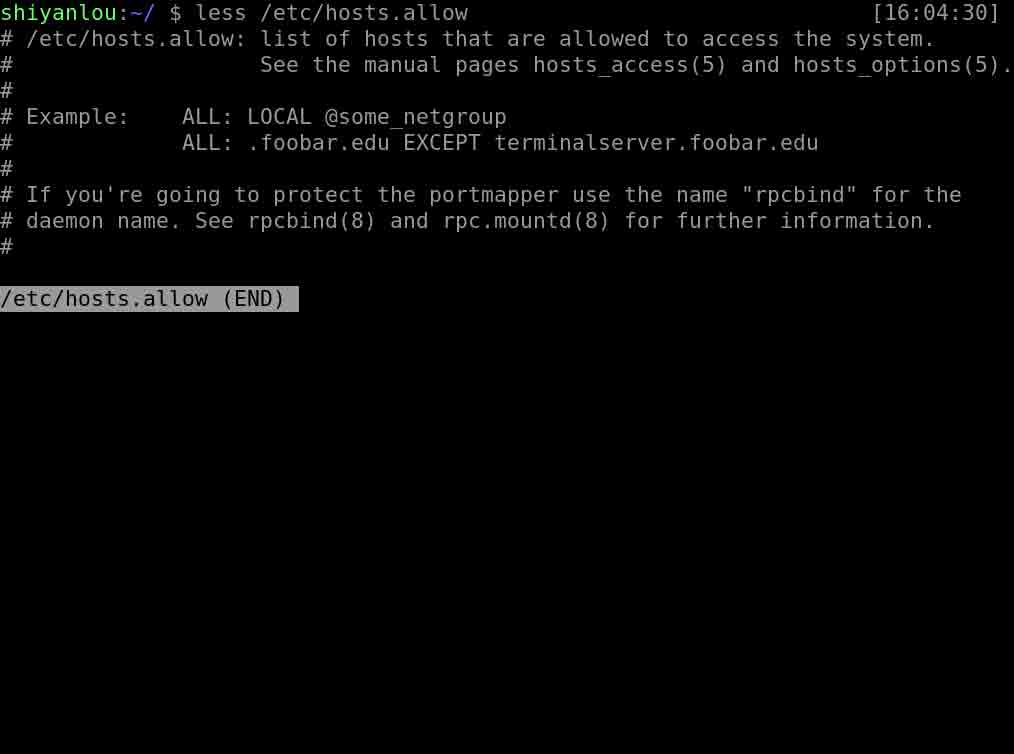 shiyanlou:~/ $ less /etc/hosts.allow [16:04:30]
# /etc/hosts.allow: list of hosts that are allowed to access the system.
#                   See the manual pages hosts_access(5) and hosts_options(5).
#
# Example:    ALL: LOCAL @some_netgroup
#             ALL: .foobar.edu EXCEPT terminalserver.foobar.edu
#
# If you're going to protect the portmapper use the name "rpcbind" for the
# daemon name. See rpcbind(8) and rpc.mountd(8) for further information.
#
/etc/hosts.allow (END)